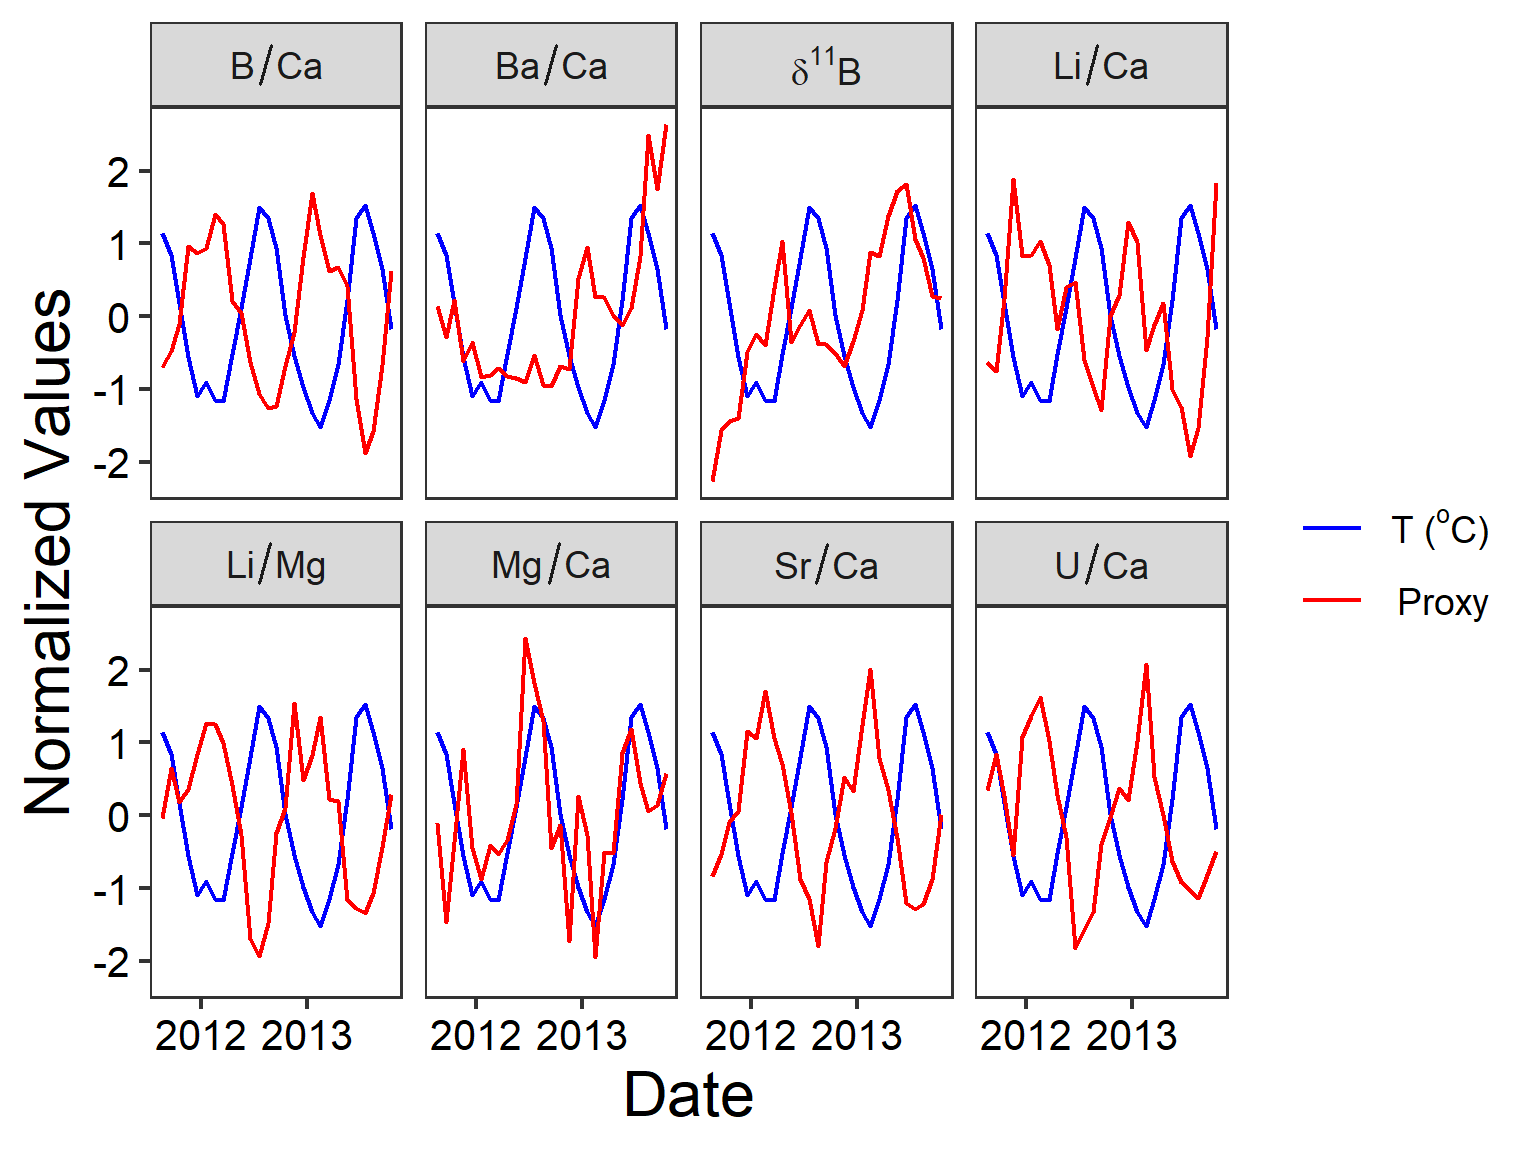 B/Ca Ba/Ca δ¹¹B Li/Ca
2
1
0
-1
-2
Normalized Values
T (°C)
Proxy
Li/Mg Mg/Ca Sr/Ca U/Ca
2
1
0
-1
-2
2012 2013 2012 2013 2012 2013 2012 2013
Date